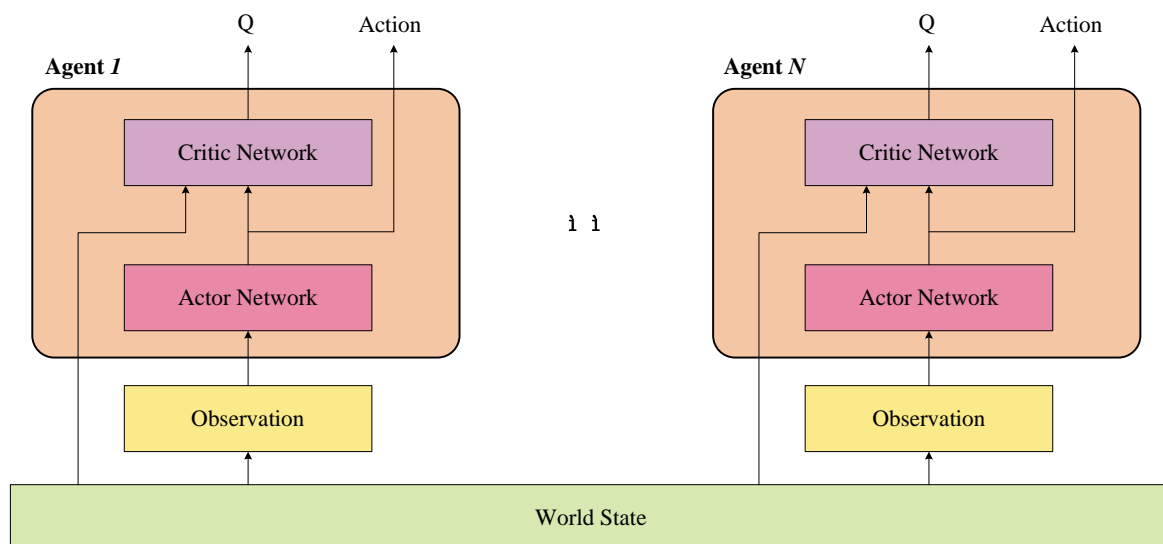 Q Action Q Action
Agent 1 Agent N
Critic Network Critic Network
ì ì
Actor Network Actor Network
Observation Observation
World State